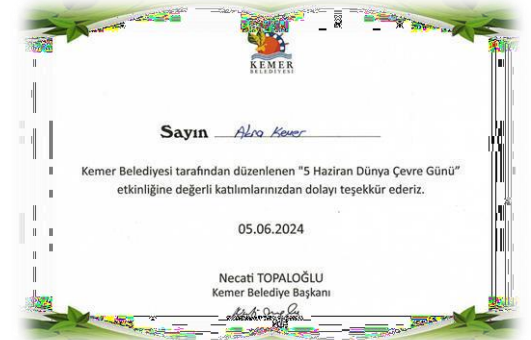 KEMER
BELEDİYESİ
Sayın Akra Kemer
Kemer Belediyesi tarafından düzenlenen "5 Haziran Dünya Çevre Günü"
etkinliğine değerli katılımlarınızdan dolayı teşekkür ederiz.
05.06.2024
Necati TOPALOĞLU
Kemer Belediye Başkanı